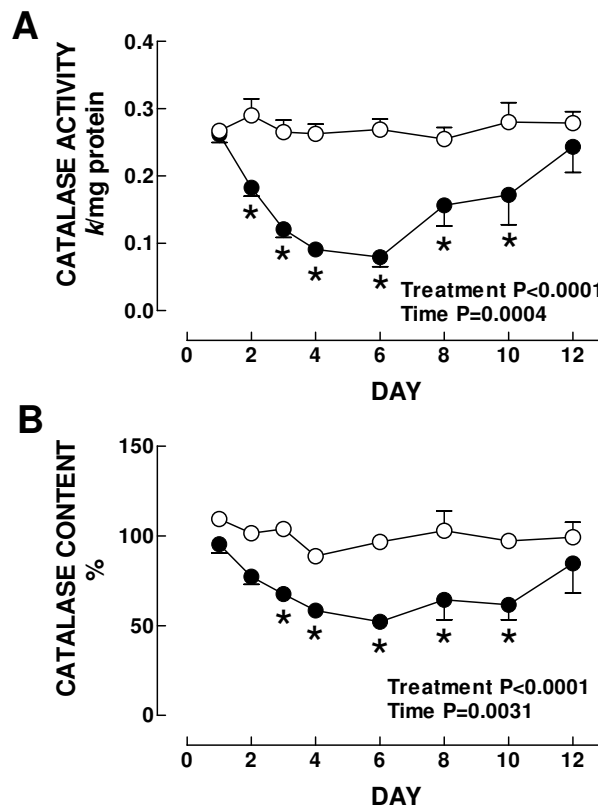 A
CATALASE ACTIVITY
k/mg protein
0.4
0.3
0.2
0.1
0.0
*
*
*
*
*
*
Treatment P<0.0001
Time P=0.0004
0 2 4 6 8 10 12
DAY
B
CATALASE CONTENT
%
150
100
50
0
*
*
*
*
*
Treatment P<0.0001
Time P=0.0031
0 2 4 6 8 10 12
DAY